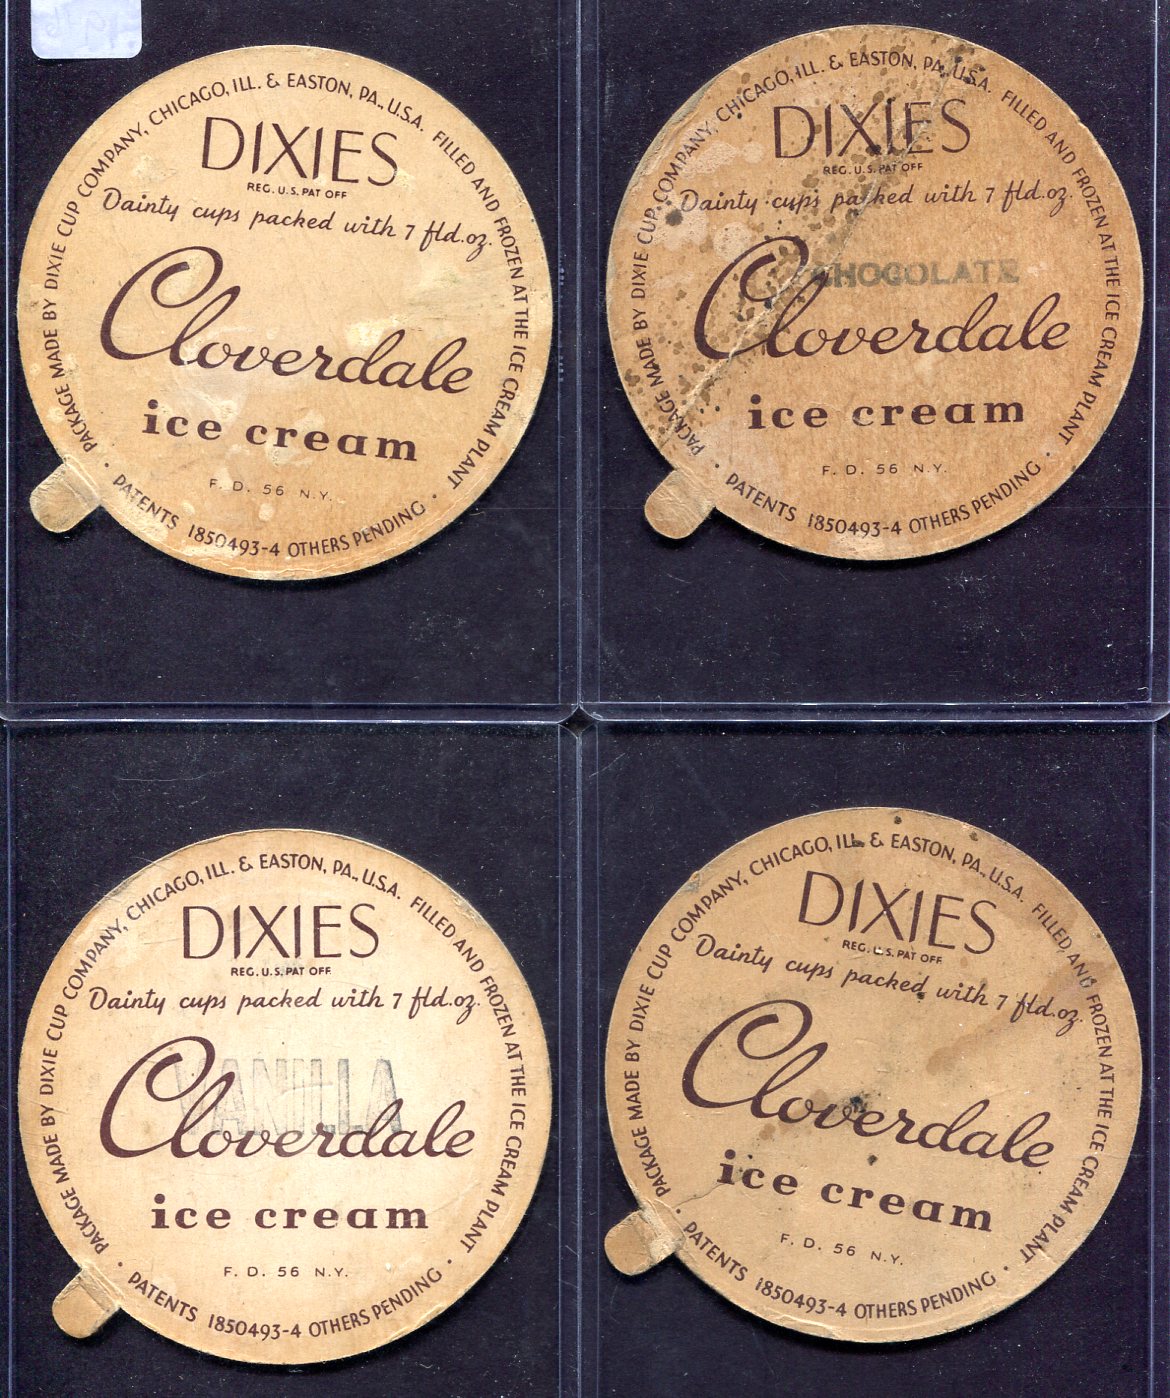 PACKAGE MADE BY DIXIE CUP COMPANY, CHICAGO, ILL. & EASTON, PA., U.S.A. FILLED AND FROZEN AT THE ICE CREAM PLANT
DIXIES
REG. U.S. PAT OFF
Dainty cups packed with 7 fld.oz.
Cloverdale
ice cream
F. D. 56 N.Y.
• PATENTS 1850493-4 OTHERS PENDING •
PACKAGE MADE BY DIXIE CUP COMPANY, CHICAGO, ILL. & EASTON, PA., U.S.A. FILLED AND FROZEN AT THE ICE CREAM PLANT
DIXIES
REG. U.S. PAT OFF
Dainty cups packed with 7 fld.oz.
CHOCOLATE
Cloverdale
ice cream
F. D. 56 N.Y.
• PATENTS 1850493-4 OTHERS PENDING •
PACKAGE MADE BY DIXIE CUP COMPANY, CHICAGO, ILL. & EASTON, PA., U.S.A. FILLED AND FROZEN AT THE ICE CREAM PLANT
DIXIES
REG. U.S. PAT OFF
Dainty cups packed with 7 fld.oz.
VANILLA
Cloverdale
ice cream
F. D. 56 N.Y.
• PATENTS 1850493-4 OTHERS PENDING •
PACKAGE MADE BY DIXIE CUP COMPANY, CHICAGO, ILL. & EASTON, PA., U.S.A. FILLED AND FROZEN AT THE ICE CREAM PLANT
DIXIES
REG. U.S. PAT OFF
Dainty cups packed with 7 fld.oz.
Cloverdale
ice cream
F. D. 56 N.Y.
• PATENTS 1850493-4 OTHERS PENDING •